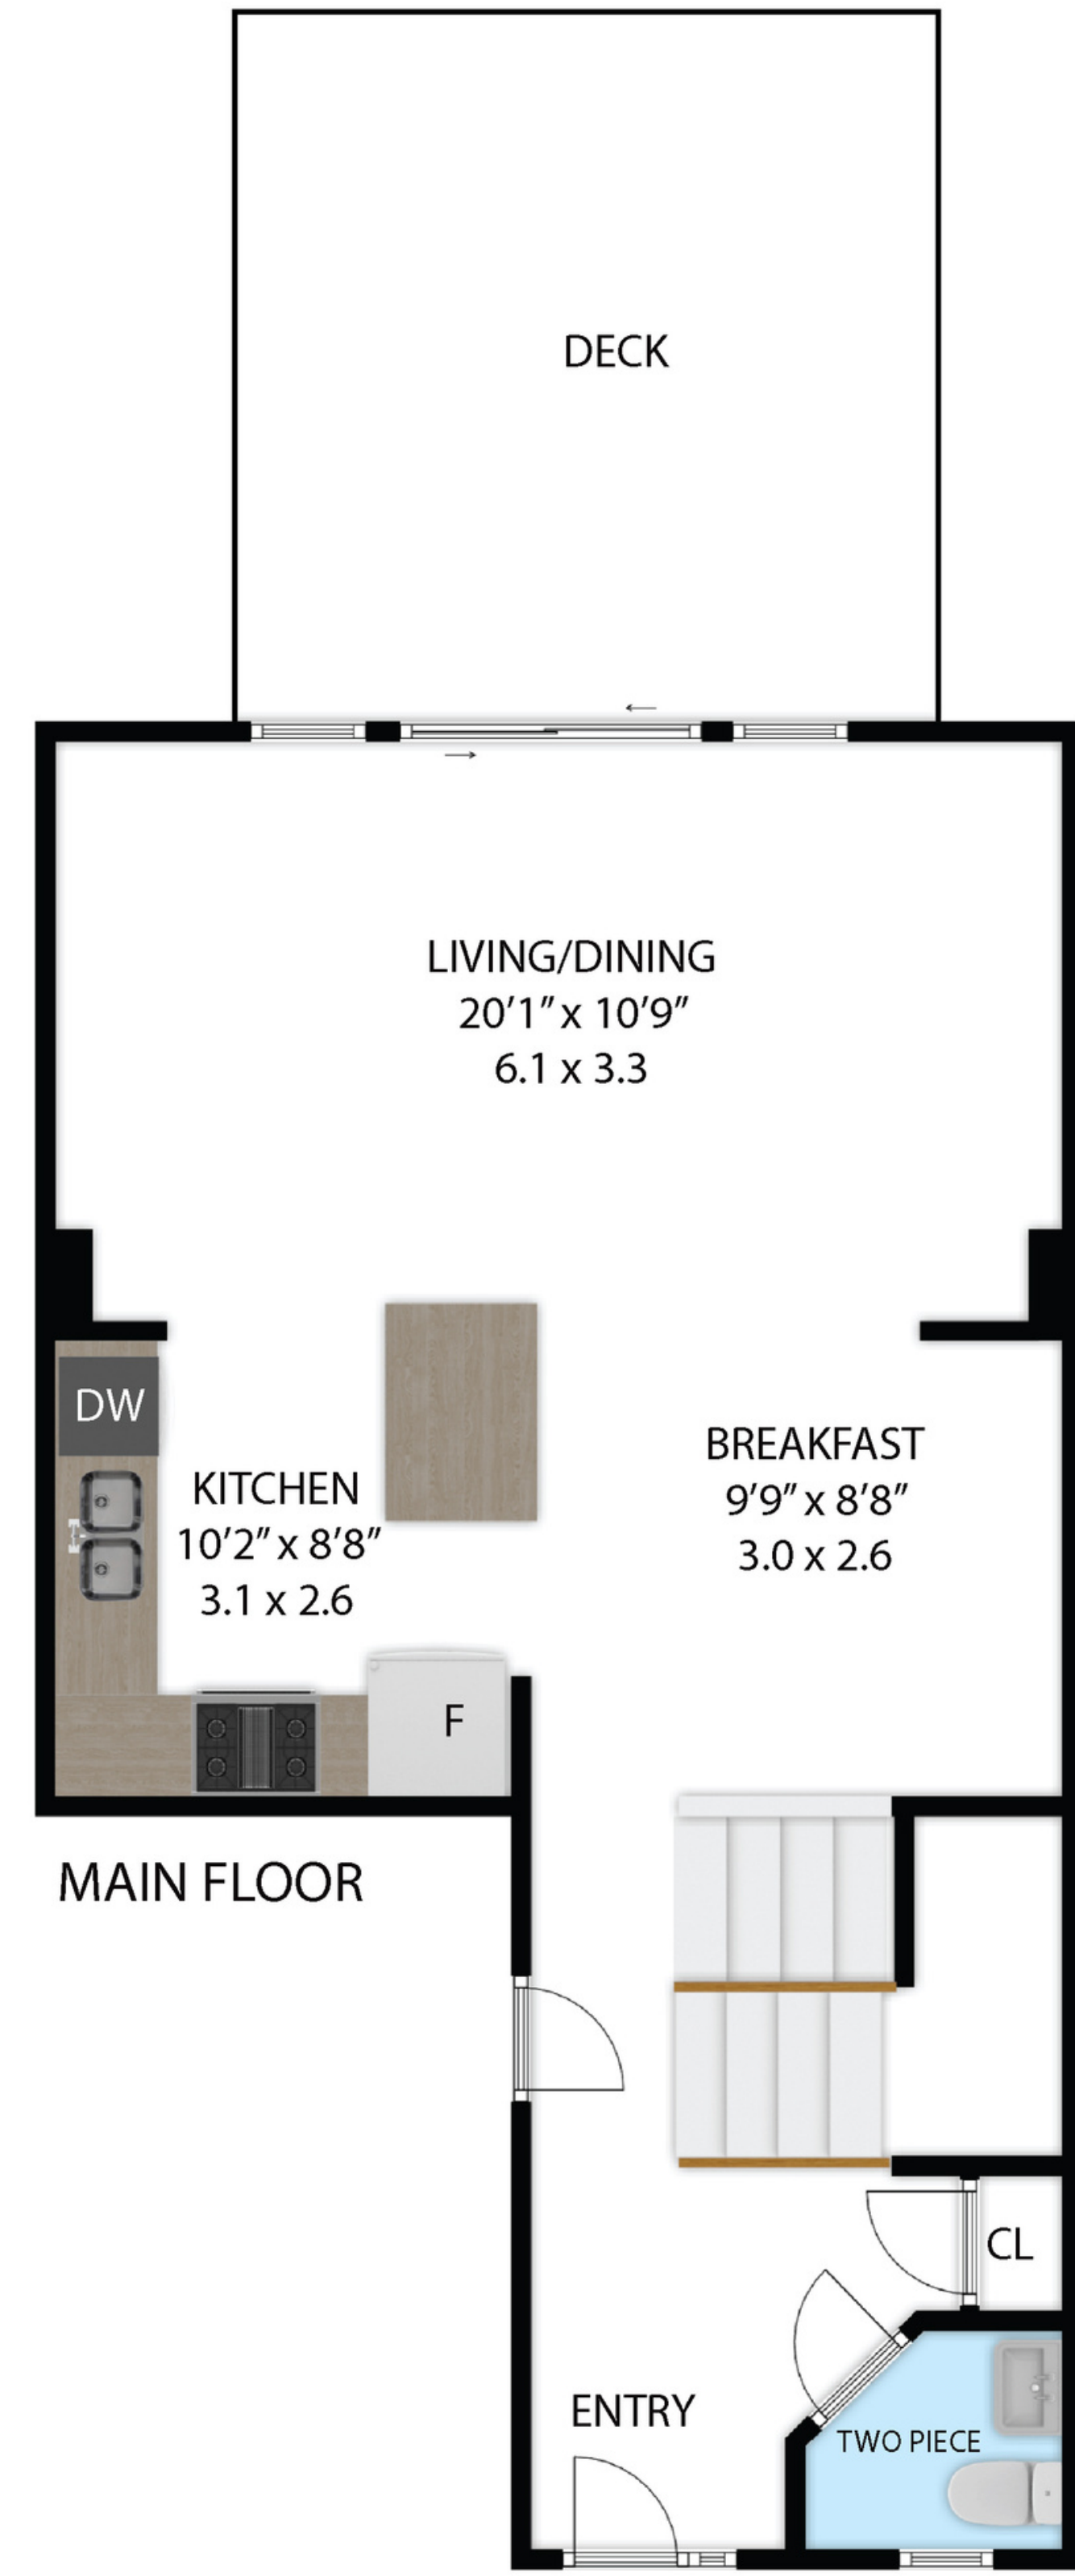 DECK
LIVING/DINING
20’1” x 10’9”
6.1 x 3.3
DW
KITCHEN
10’2” x 8’8”
3.1 x 2.6
BREAKFAST
9’9” x 8’8”
3.0 x 2.6
F
MAIN FLOOR
CL
ENTRY
TWO PIECE